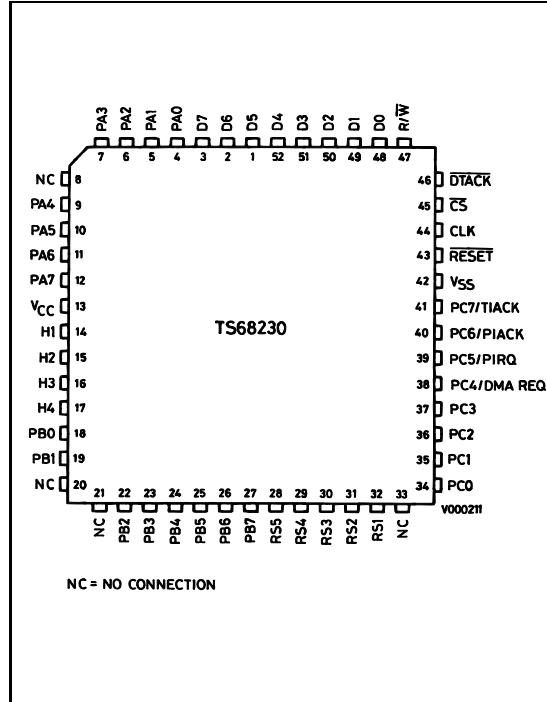 PA3 PA2 PA1 PA0 D7 D6 D5 D4 D3 D2 D1 D0 R/W
7 6 5 4 3 2 1 52 51 50 49 48 47
NC 8
PA4 9
PA5 10
PA6 11
PA7 12
VCC 13
H1 14
H2 15
H3 16
H4 17
PB0 18
PB1 19
NC 20
TS68230
46 DTACK
45 CS
44 CLK
43 RESET
42 VSS
41 PC7/TIACK
40 PC6/PIACK
39 PC5/PIRQ
38 PC4/DMA REQ
37 PC3
36 PC2
35 PC1
34 PC0
21 22 23 24 25 26 27 28 29 30 31 32 33
NC PB2 PB3 PB4 PB5 PB6 PB7 RS5 RS4 RS3 RS2 RS1 NC
V000211
NC = NO CONNECTION